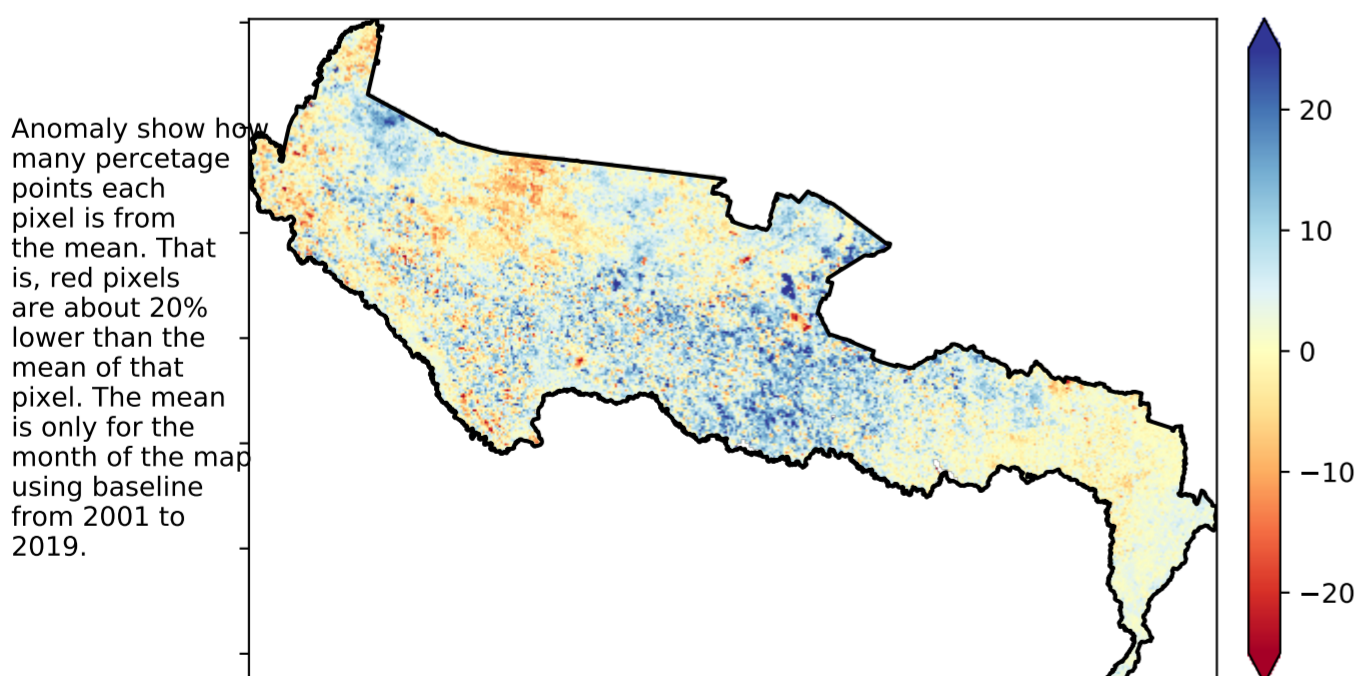 Anomaly show how
many percetage
points each
pixel is from
the mean. That
is, red pixels
are about 20%
lower than the
mean of that
pixel. The mean
is only for the
month of the map
using baseline
from 2001 to
2019.
20
10
0
−10
−20